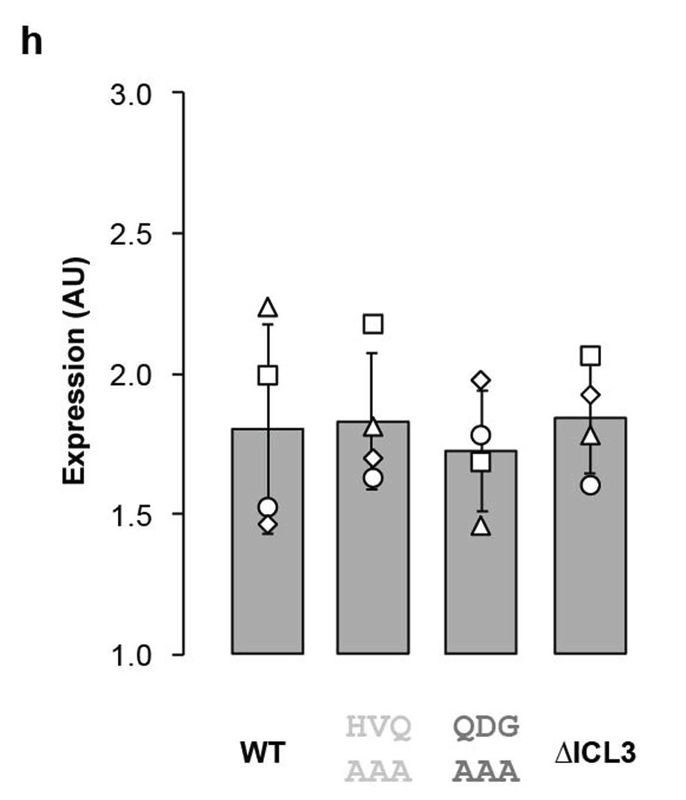 h
3.0
2.5
2.0
1.5
1.0
Expression (AU)
WT
HVQ
AAA
QDG
AAA
ΔICL3